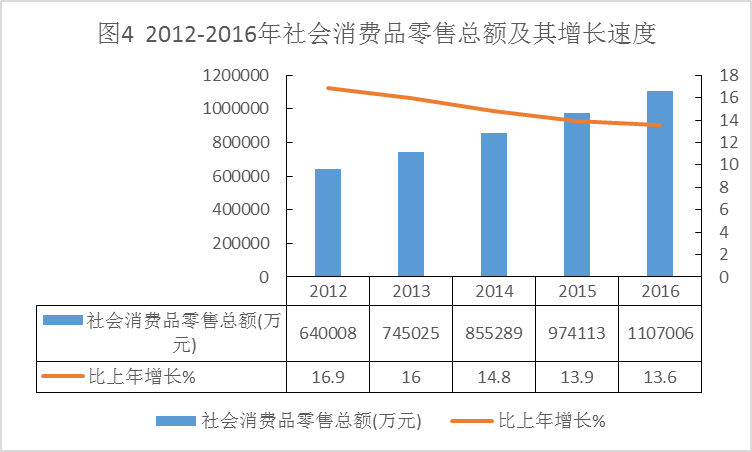 图4 2012-2016年社会消费品零售总额及其增长速度
1200000
1000000
800000
600000
400000
200000
0
18
16
14
12
10
8
6
4
2
0
2012 2013 2014 2015 2016
社会消费品零售总额(万
元)
640008 745025 855289 974113 1107006
比上年增长% 16.9 16 14.8 13.9 13.6
社会消费品零售总额(万元) 比上年增长%